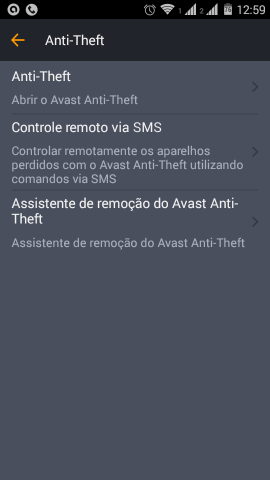 12:59
Anti-Theft
Anti-Theft
Abrir o Avast Anti-Theft
Controle remoto via SMS
Controlar remotamente os aparelhos
perdidos com o Avast Anti-Theft utilizando
comandos via SMS
Assistente de remoção do Avast Anti-
Theft
Assistente de remoção do Avast Anti-Theft